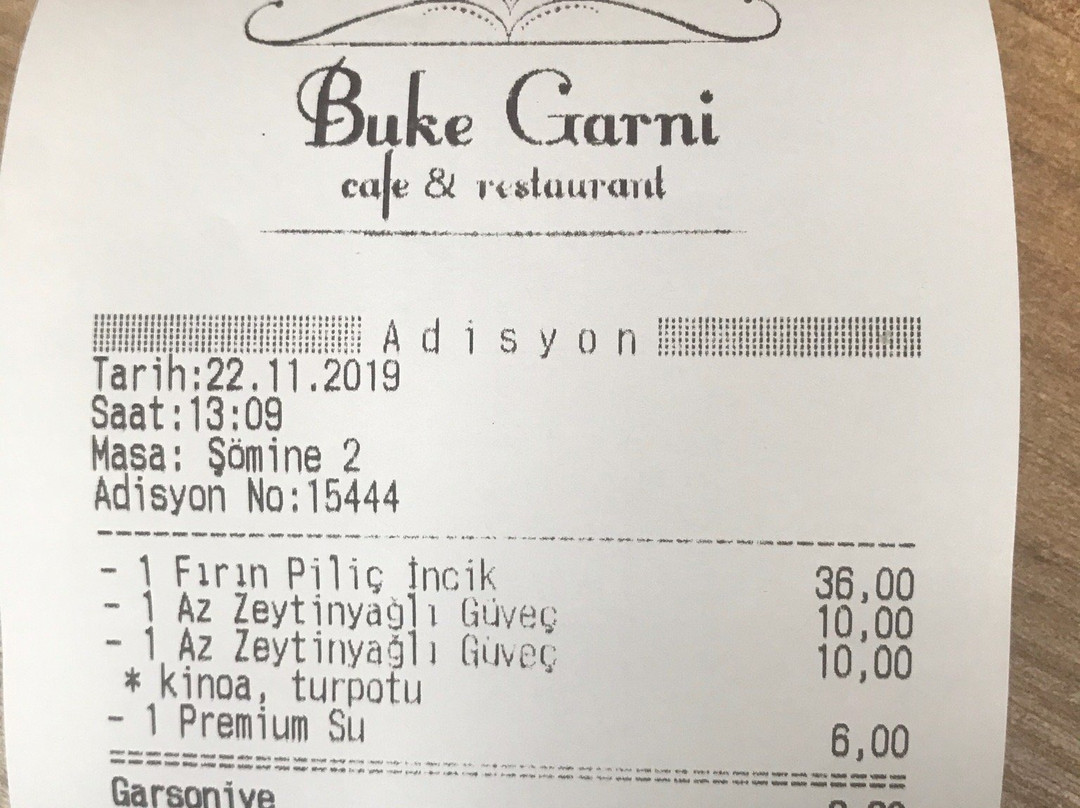 Buke Garni
cafe & restaurant
Adisyon
Tarih:22.11.2019
Saat:13:09
Masa: Şömine 2
Adisyon No:15444
- 1 Fırın Piliç İncik 36,00
- 1 Az Zeytinyağlı Güveç 10,00
- 1 Az Zeytinyağlı Güveç 10,00
* kinoa, turpotu
- 1 Premium Su 6,00
Garsoniye